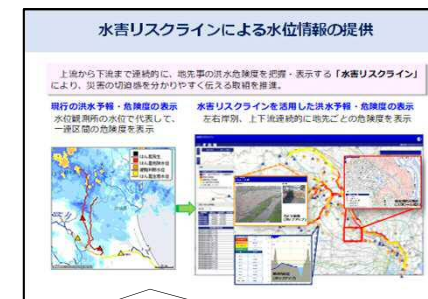 水害リスクラインによる水位情報の提供
上流から下流まで連続的に、地先毎の洪水危険度を把握・表示する「水害リスクライン」
により、災害の切迫感を分かりやすく伝える取組を推進。
現行の洪水予報・危険度の表示
水位観測所の水位で代表して、
一連区間の危険度を表示
水害リスクラインを活用した洪水予報・危険度の表示
左右岸別、上下流連続的に地先ごとの危険度を表示